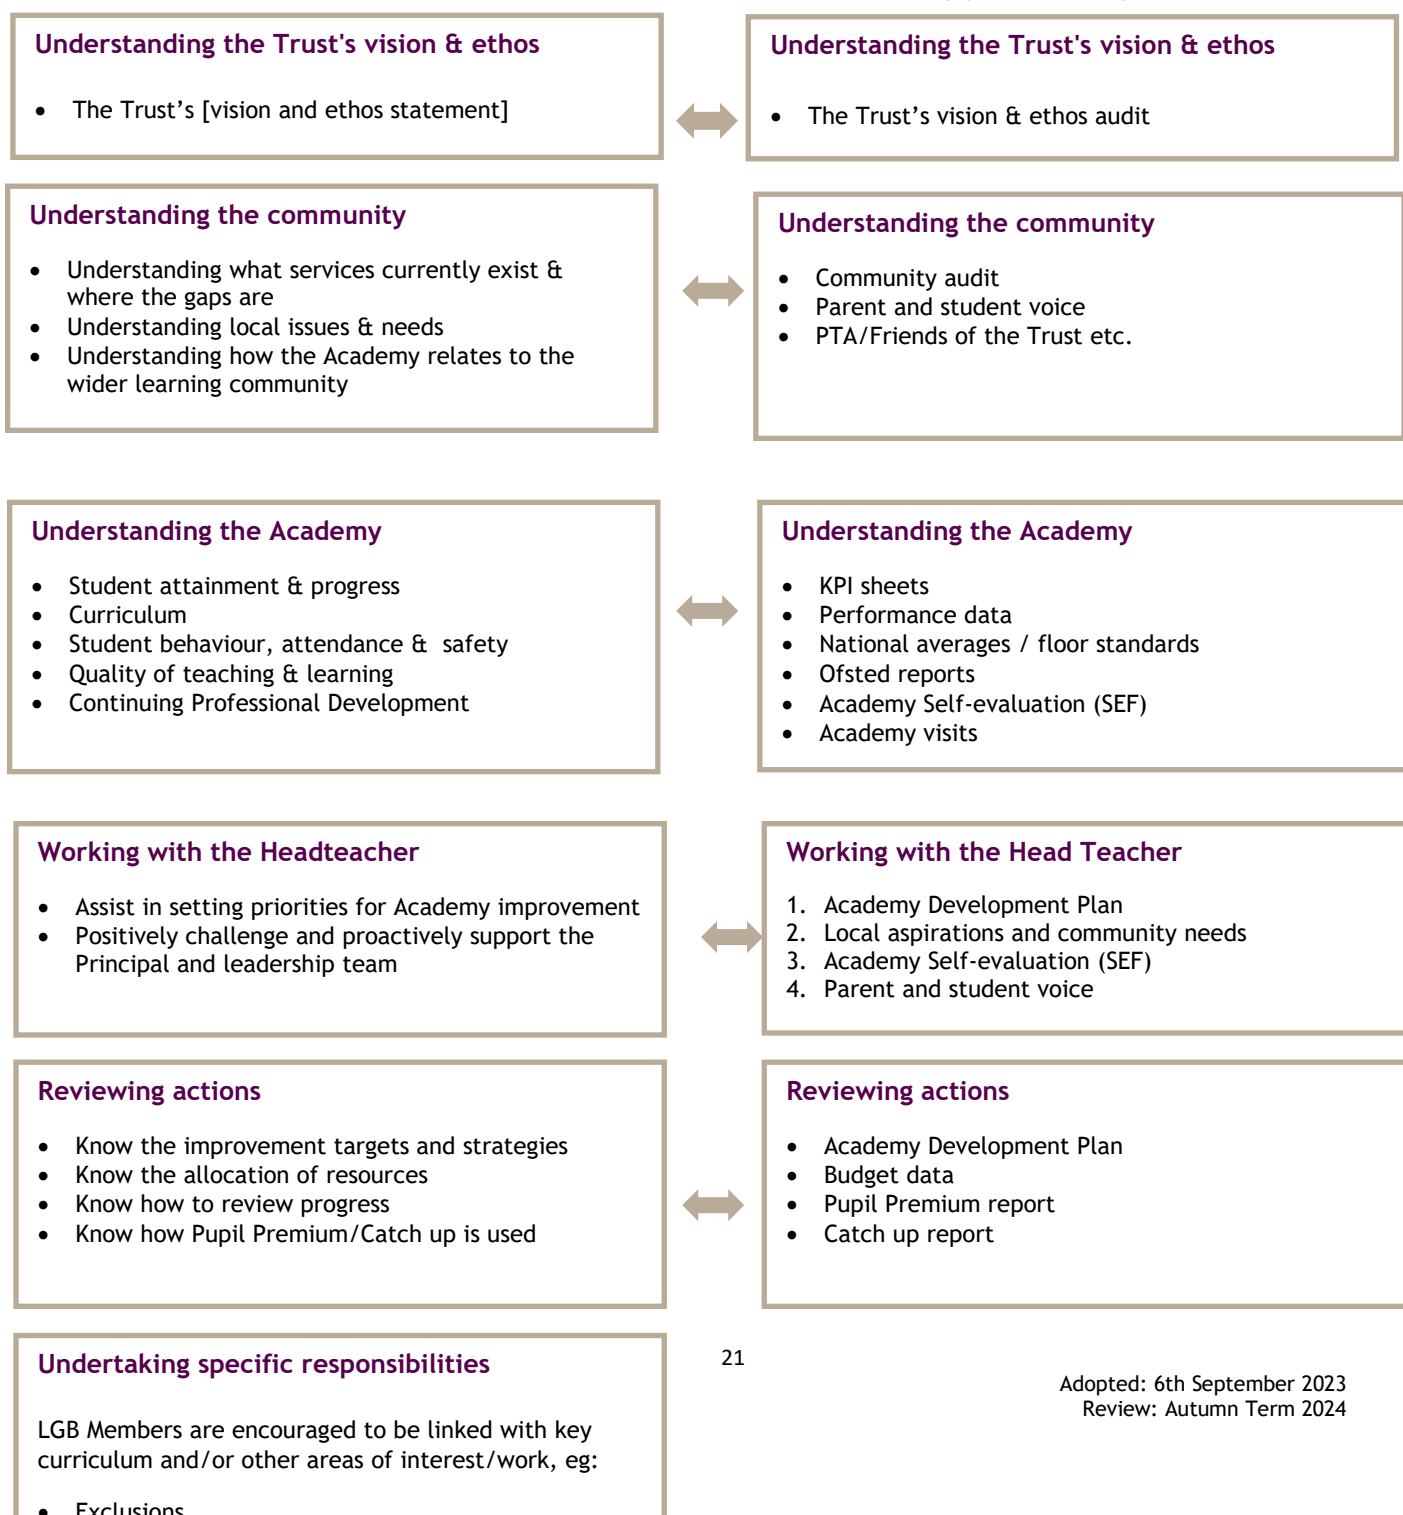 Understanding the Trust's vision & ethos
• The Trust’s [vision and ethos statement]
Understanding the Trust's vision & ethos
• The Trust’s vision & ethos audit
Understanding the community
• Understanding what services currently exist &
where the gaps are
• Understanding local issues & needs
• Understanding how the Academy relates to the
wider learning community
Understanding the community
• Community audit
• Parent and student voice
• PTA/Friends of the Trust etc.
Understanding the Academy
• Student attainment & progress
• Curriculum
• Student behaviour, attendance & safety
• Quality of teaching & learning
• Continuing Professional Development
Understanding the Academy
• KPI sheets
• Performance data
• National averages / floor standards
• Ofsted reports
• Academy Self-evaluation (SEF)
• Academy visits
Working with the Headteacher
• Assist in setting priorities for Academy improvement
• Positively challenge and proactively support the
Principal and leadership team
Working with the Head Teacher
1. Academy Development Plan
2. Local aspirations and community needs
3. Academy Self-evaluation (SEF)
4. Parent and student voice
Reviewing actions
• Know the improvement targets and strategies
• Know the allocation of resources
• Know how to review progress
• Know how Pupil Premium/Catch up is used
Reviewing actions
• Academy Development Plan
• Budget data
• Pupil Premium report
• Catch up report
Undertaking specific responsibilities
LGB Members are encouraged to be linked with key
curriculum and/or other areas of interest/work, eg:
• Exclusions
21
Adopted: 6th September 2023
Review: Autumn Term 2024